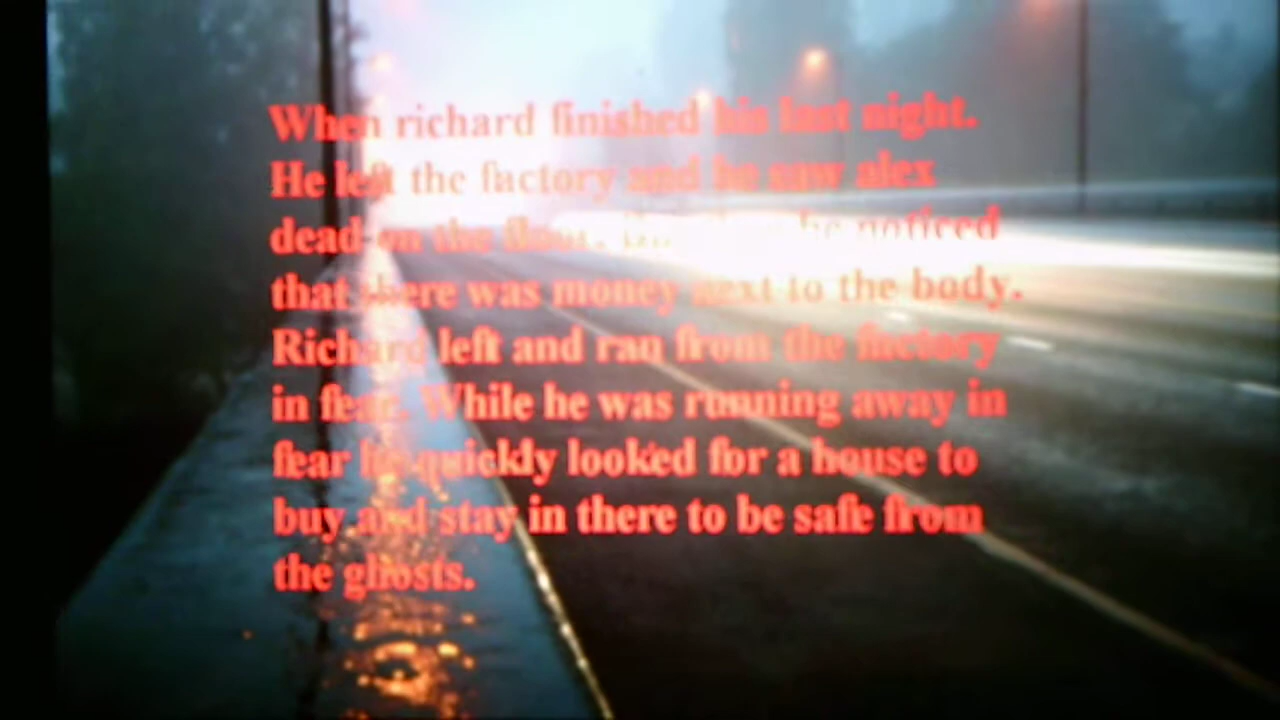 When richard finished his last night.
He left the factory and he saw alex
dead on the floor. he noticed
that there was money next to the body.
Richard left and ran from the factory
in fear. While he was running away in
fear he quickly looked for a house to
buy and stay in there to be safe from
the ghosts.